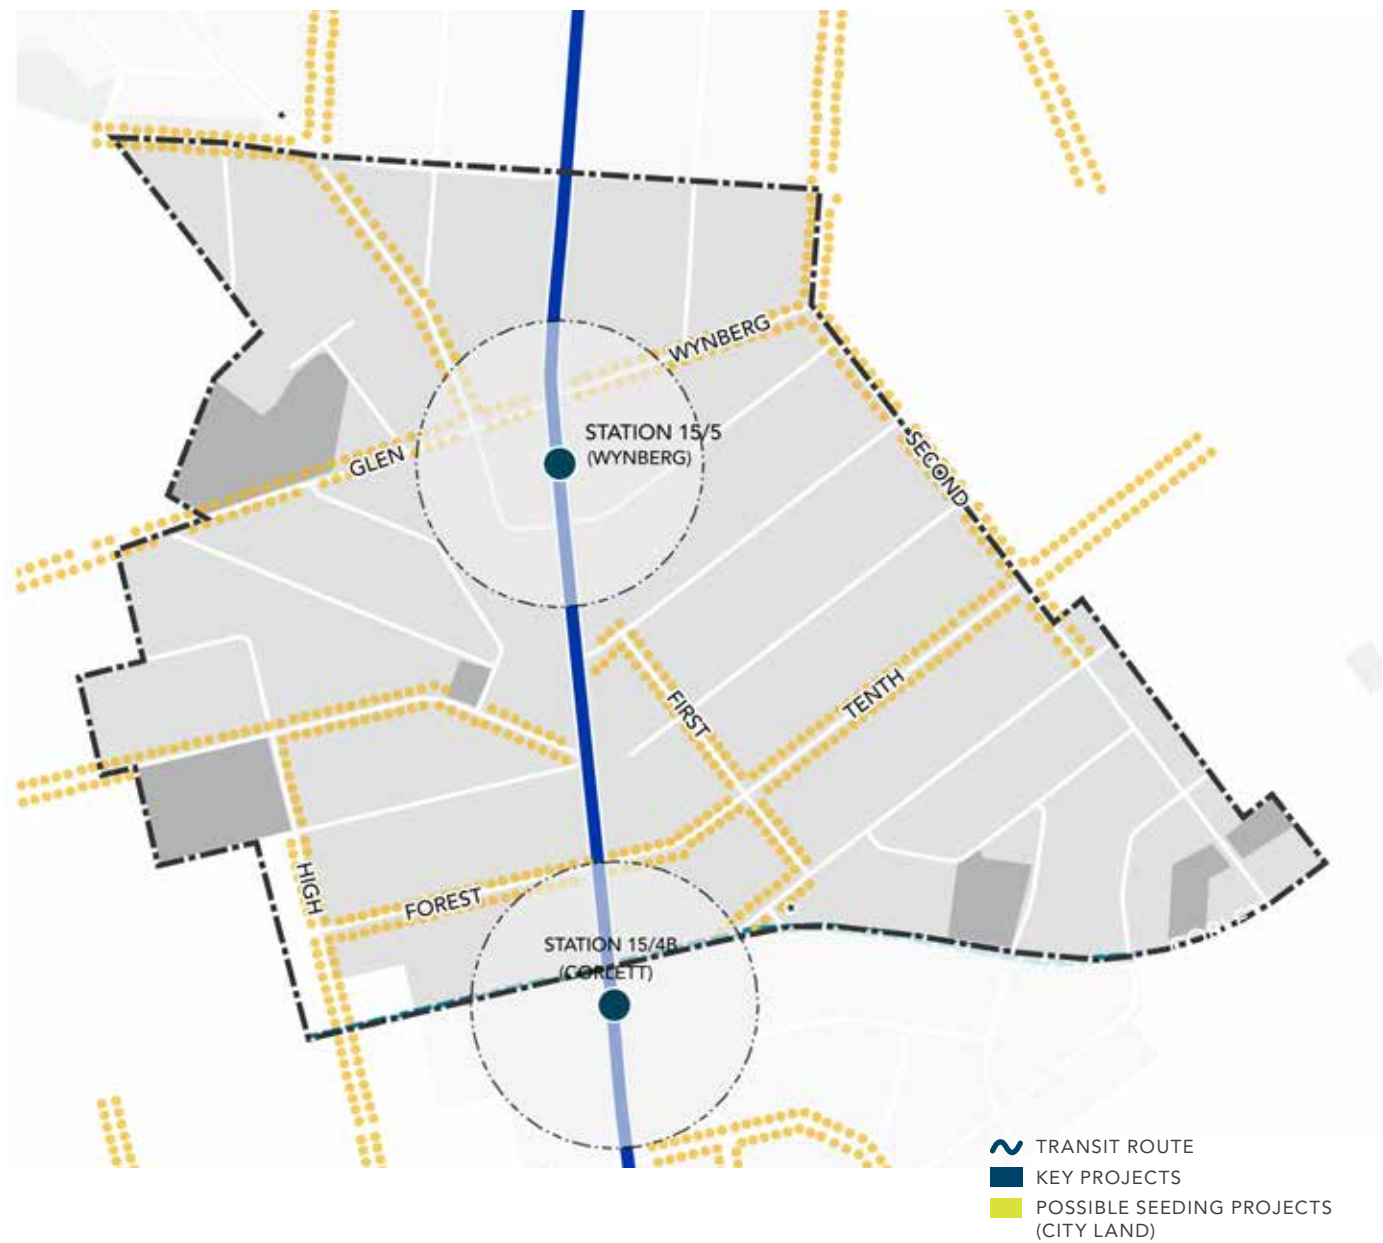 WYNBERG
STATION 15/5
(WYNBERG)
GLEN
SECOND
FIRST
TENTH
HIGH
FOREST
STATION 15/4B
(CORLETT)
TRANSIT ROUTE
KEY PROJECTS
POSSIBLE SEEDING PROJECTS
(CITY LAND)